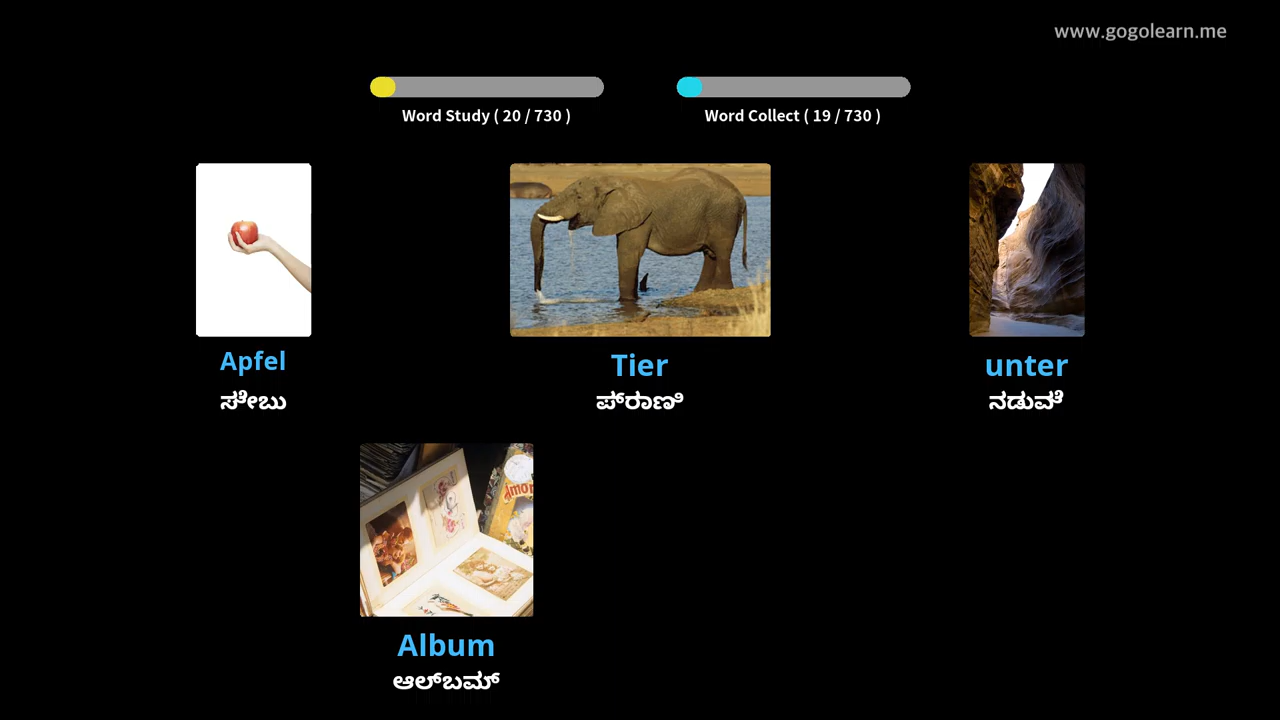 www.gogolearn.me
Word Study ( 20 / 730 )
Word Collect ( 19 / 730 )
Apfel
ಸೇಬು
Tier
ಪ್ರಾಣಿ
unter
ನಡುವೆ
Album
ಆಲ್ಬಮ್